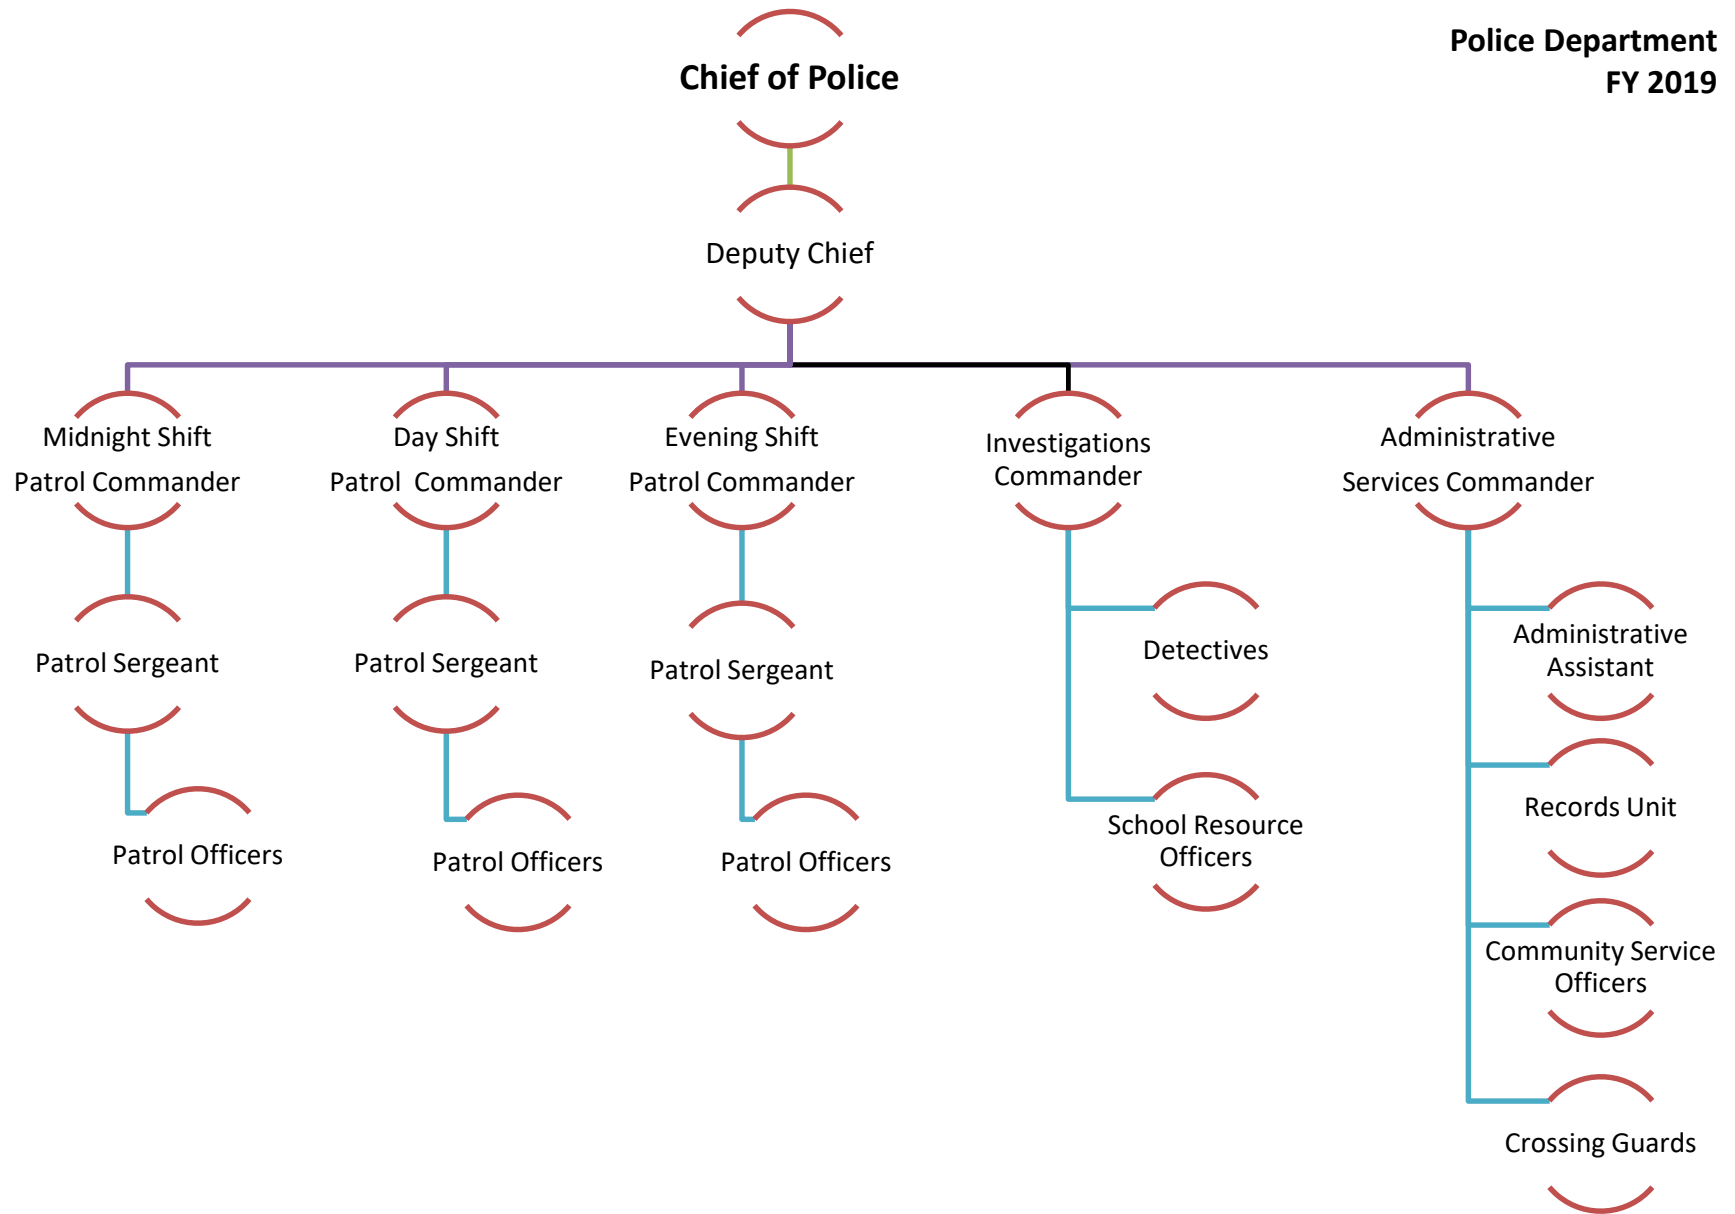 Police Department
FY 2019
Chief of Police
Deputy Chief
Midnight Shift
Patrol Commander
Day Shift
Patrol  Commander
Evening Shift
Patrol Commander
Investigations
Commander
Administrative
Services Commander
Patrol Sergeant
Patrol Sergeant
Patrol Sergeant
Detectives
Administrative
Assistant
Patrol Officers
Patrol Officers
Patrol Officers
School Resource
Officers
Records Unit
Community Service
Officers
Crossing Guards